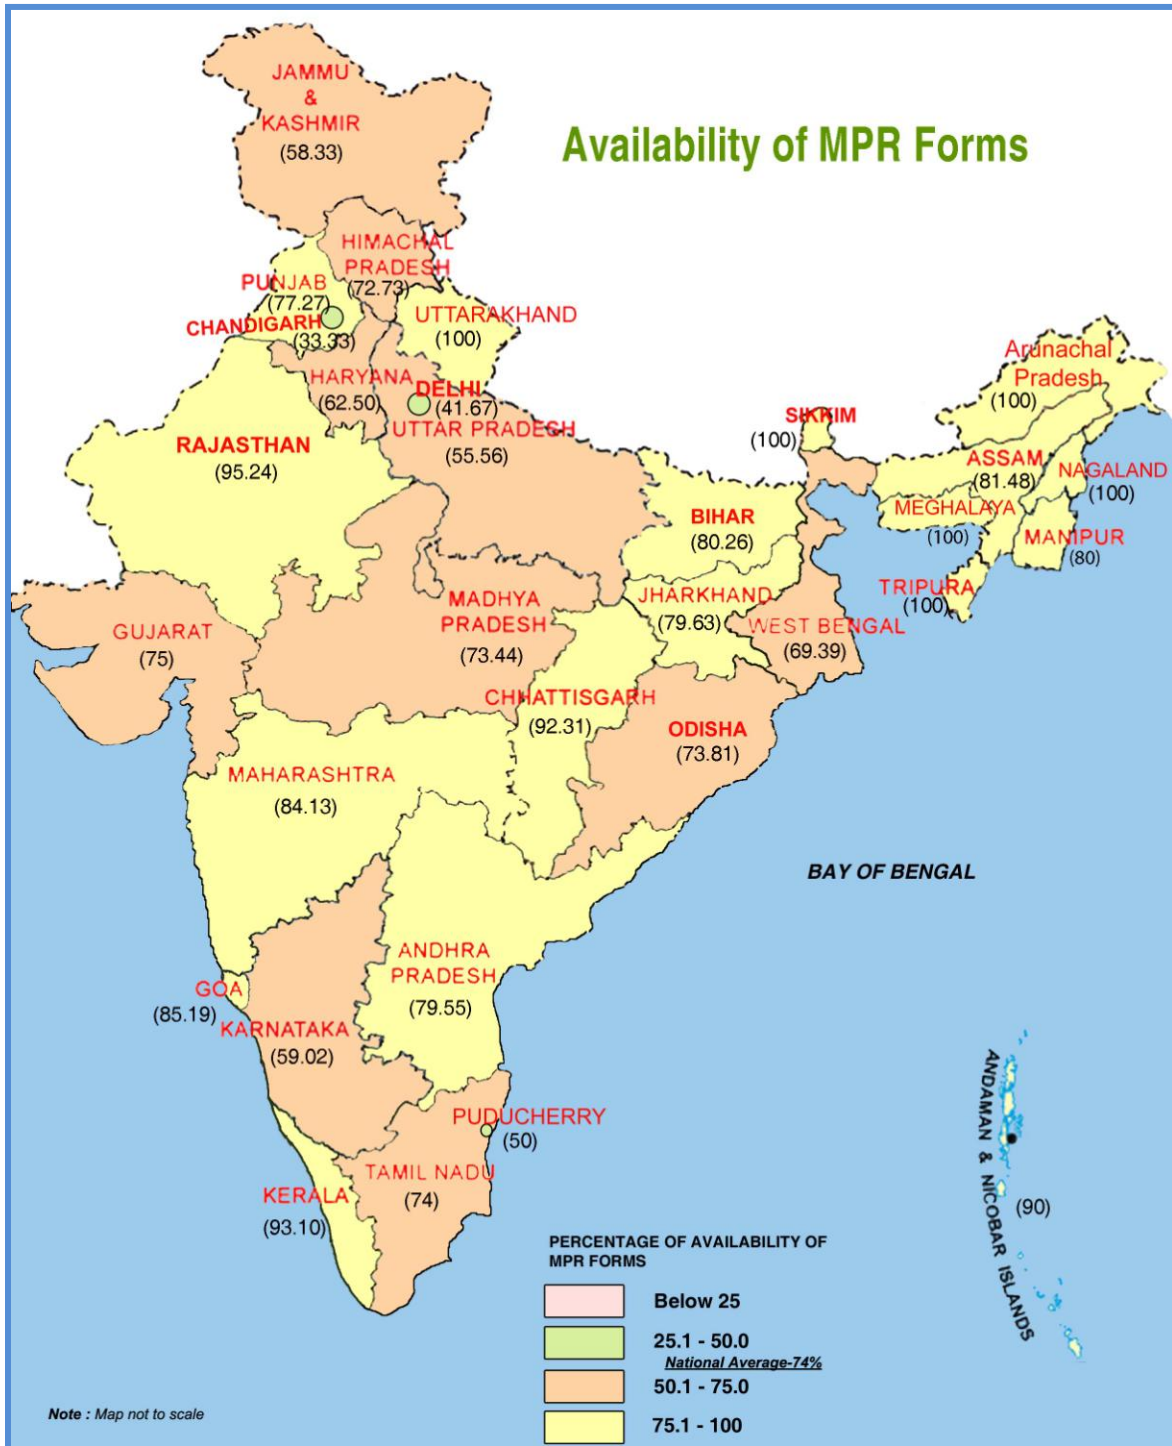 Availability of MPR Forms
JAMMU
&
KASHMIR
(58.33)
HIMACHAL
PRADESH
(72.73)
PUNJAB
(77.27)
CHANDIGARH
(33.33)
UTTARAKHAND
(100)
HARYANA
(62.50)
DELHI
(41.67)
UTTAR PRADESH
(55.56)
RAJASTHAN
(95.24)
Arunachal
Pradesh
(100)
SIKKIM
(100)
ASSAM
(81.48)
NAGALAND
(100)
MEGHALAYA
(100)
MANIPUR
(80)
TRIPURA
(100)
BIHAR
(80.26)
JHARKHAND
(79.63)
WEST BENGAL
(69.39)
GUJARAT
(75)
MADHYA
PRADESH
(73.44)
CHHATTISGARH
(92.31)
ODISHA
(73.81)
MAHARASHTRA
(84.13)
BAY OF BENGAL
ANDHRA
PRADESH
(79.55)
GOA
(85.19)
KARNATAKA
(59.02)
PUDUCHERRY
(50)
TAMIL NADU
(74)
KERALA
(93.10)
ANDAMAN & NICOBAR ISLANDS
(90)
PERCENTAGE OF AVAILABILITY OF
MPR FORMS
Below 25
25.1 - 50.0
National Average-74%
50.1 - 75.0
75.1 - 100
Note : Map not to scale